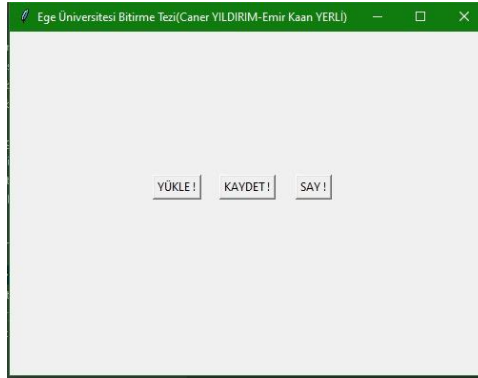 Ege Üniversitesi Bitirme Tezi(Caner YILDIRIM-Emir Kaan YERLİ)
YÜKLE ! KAYDET ! SAY !